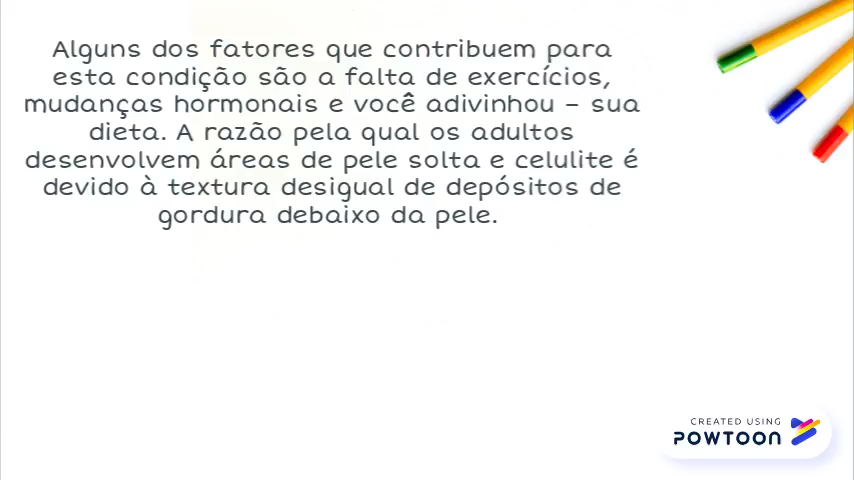 Alguns dos fatores que contribuem para
esta condição são a falta de exercícios,
mudanças hormonais e você adivinhou – sua
dieta. A razão pela qual os adultos
desenvolvem áreas de pele solta e celulite é
devido à textura desigual de depósitos de
gordura debaixo da pele.
CREATED USING
POWTOON